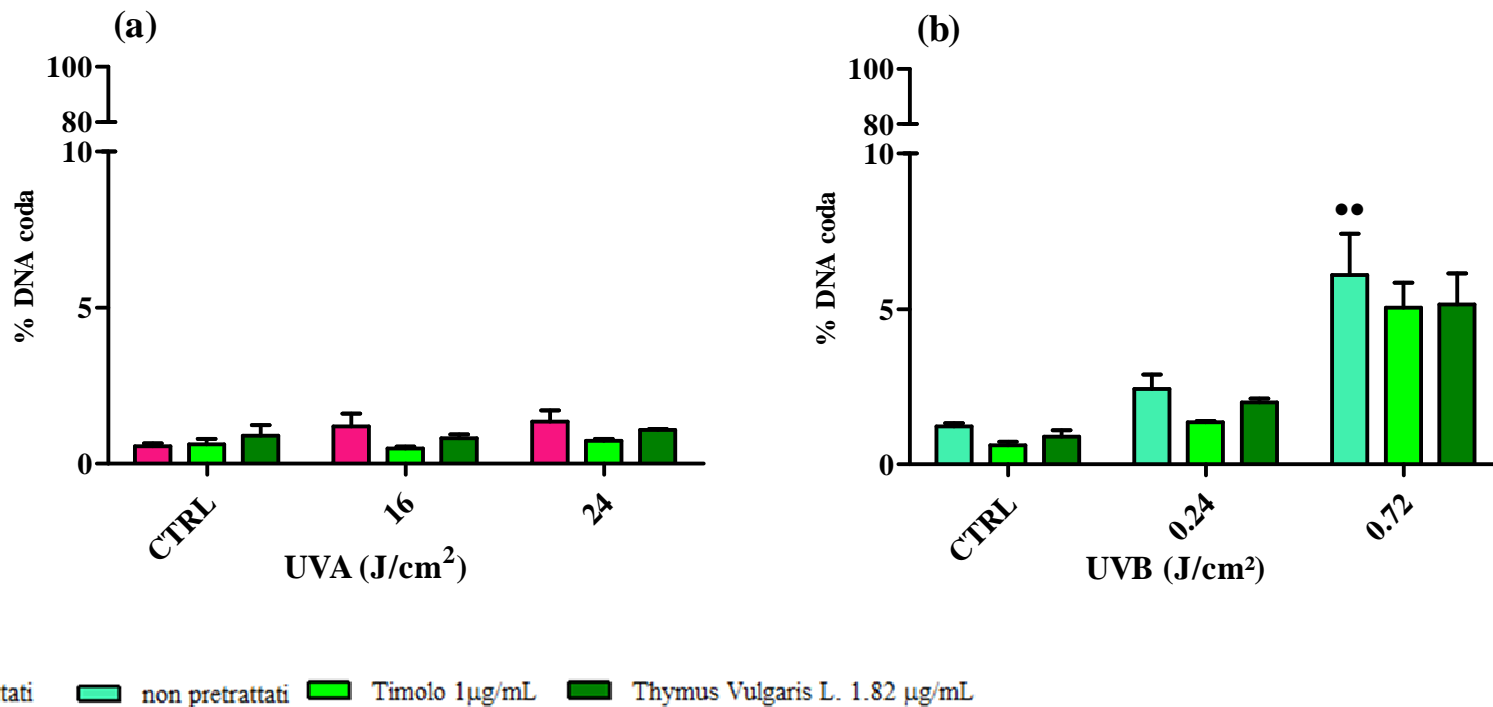 (a)
100
80
10
5
0
% DNA coda
CTRL
16
24
UVA (J/cm²)
(b)
100
80
10
5
0
% DNA coda
••
CTRL
0.24
0.72
UVB (J/cm²)
tati non pretrattati Timolo 1µg/mL Thymus Vulgaris L. 1.82 µg/mL